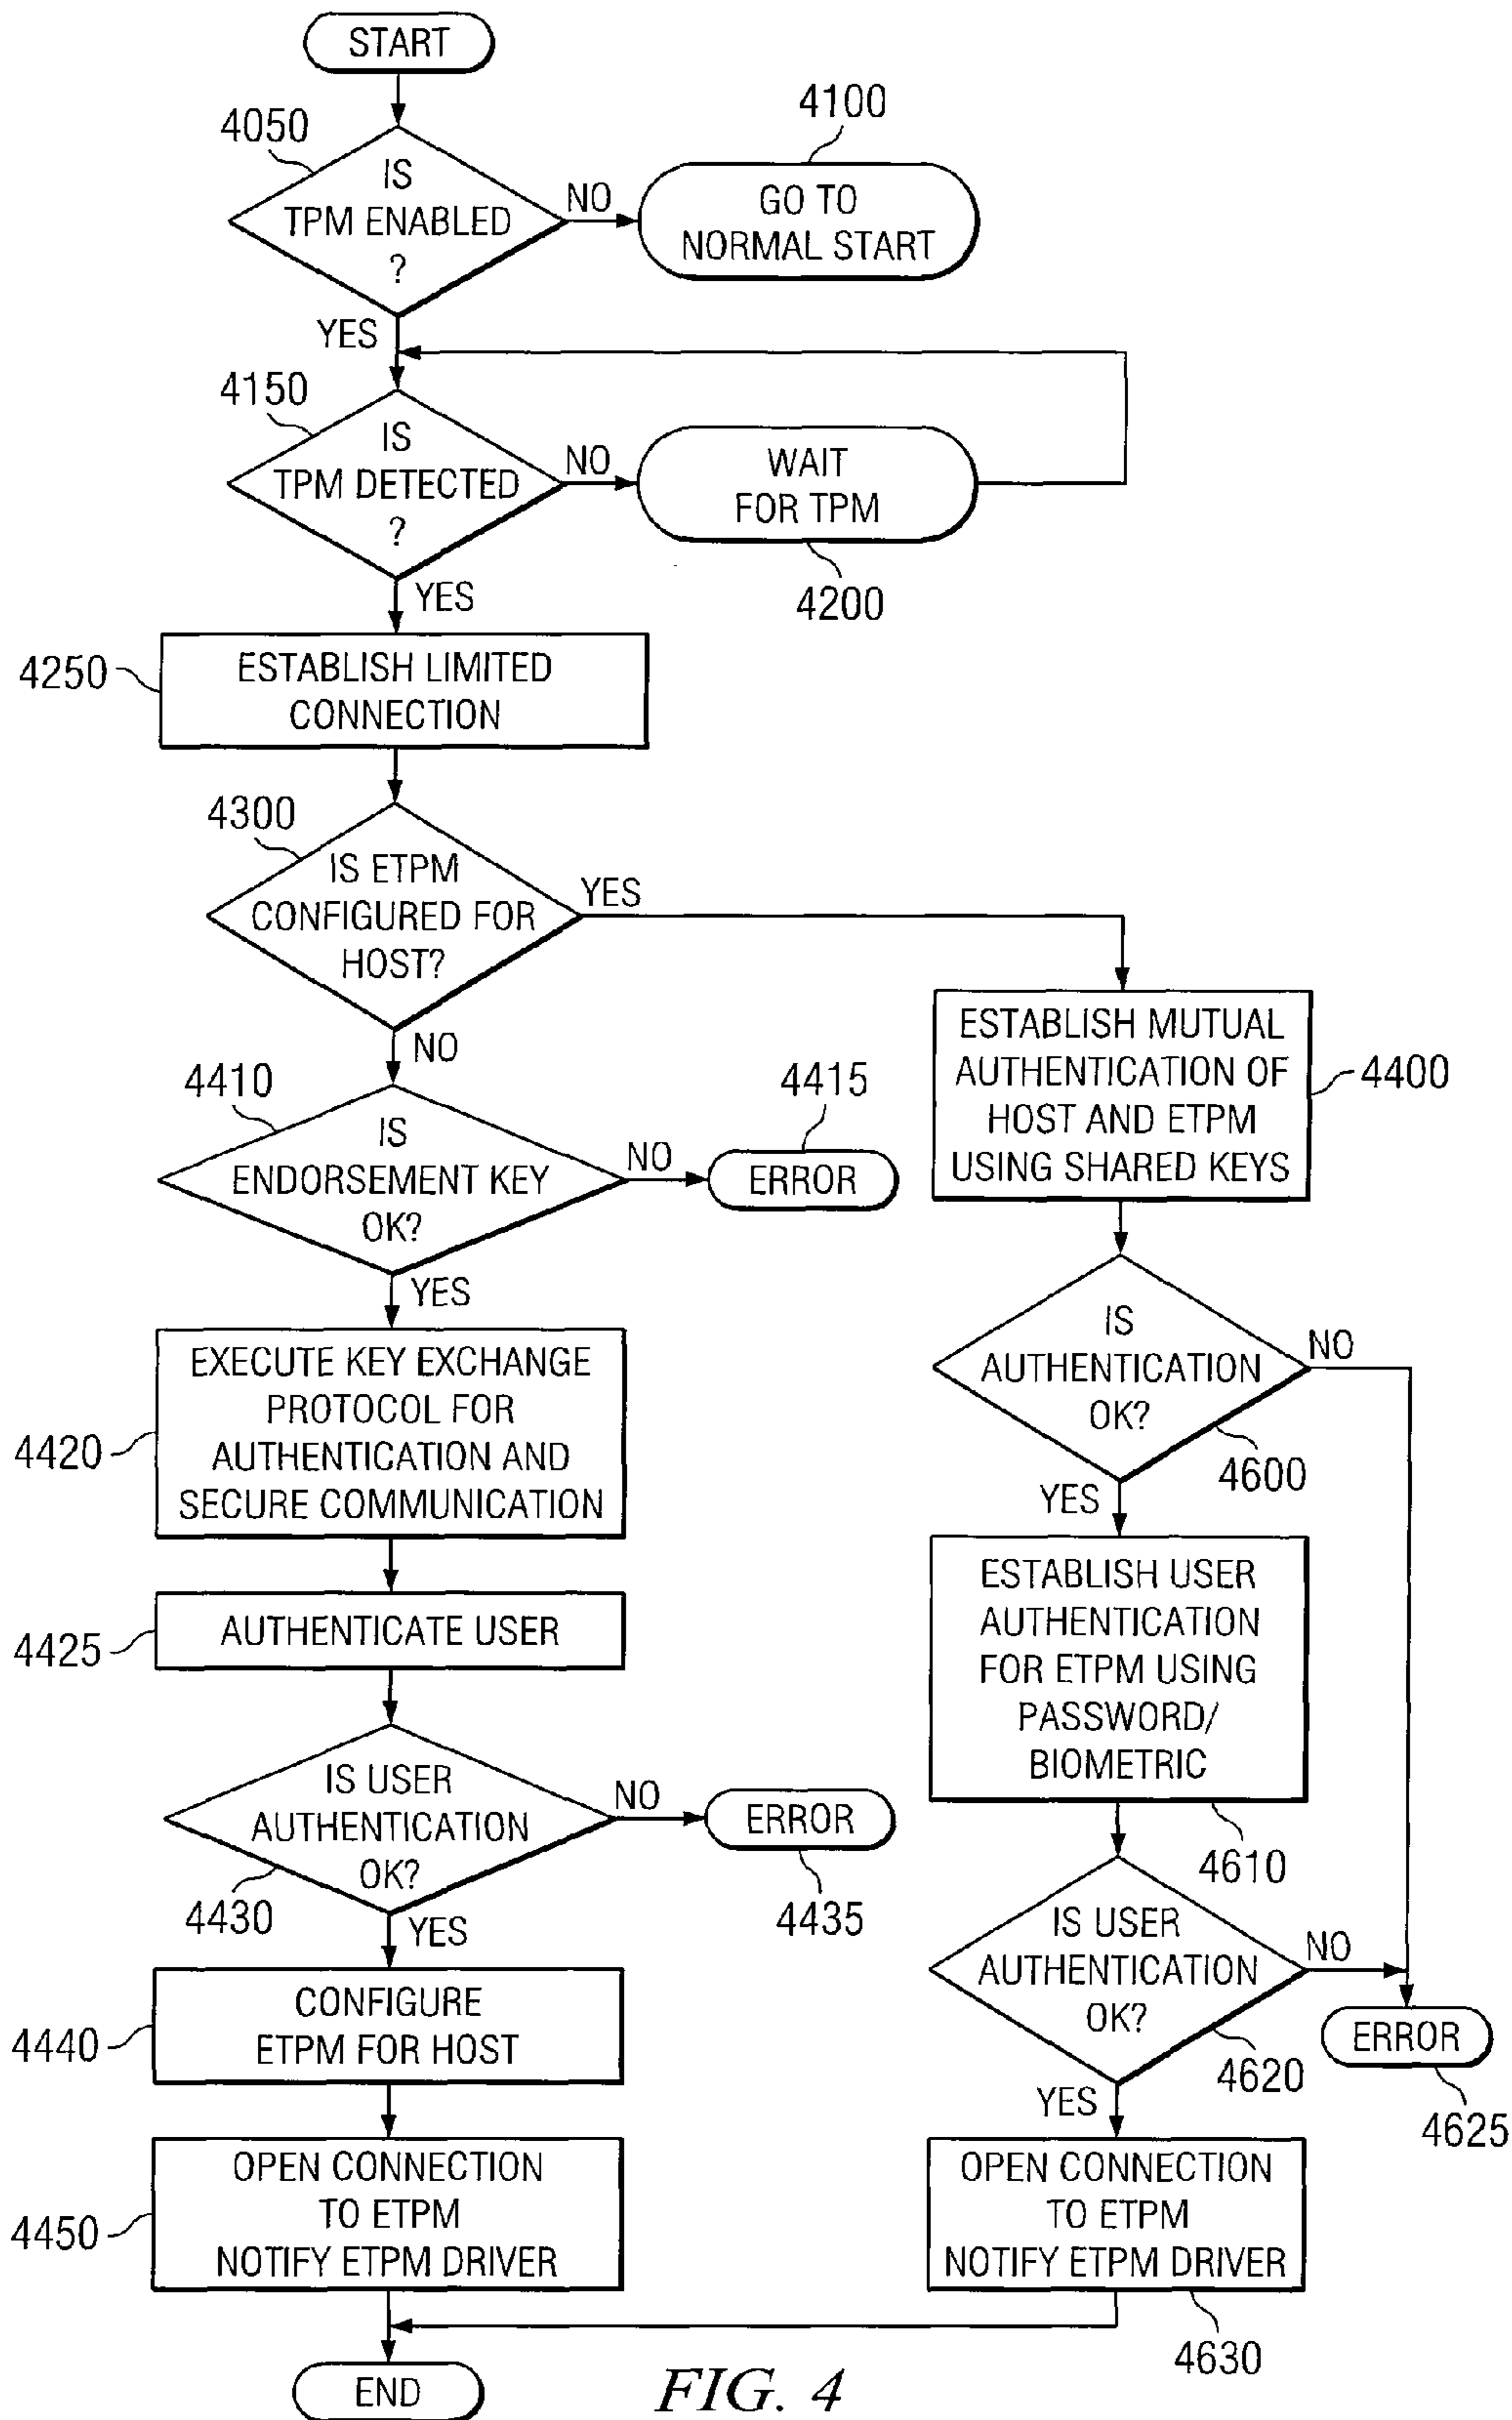 START
4050
IS
TPM ENABLED
?
NO
4100
GO TO
NORMAL START
YES
4150
IS
TPM DETECTED
?
NO
WAIT
FOR TPM
4200
YES
4250
ESTABLISH LIMITED
CONNECTION
4300
IS ETPM
CONFIGURED FOR
HOST?
YES
NO
4410
IS
ENDORSEMENT KEY
OK?
NO
4415
ERROR
YES
4420
EXECUTE KEY EXCHANGE
PROTOCOL FOR
AUTHENTICATION AND
SECURE COMMUNICATION
4425
AUTHENTICATE USER
IS USER
AUTHENTICATION
OK?
4430
NO
ERROR
4435
YES
4440
CONFIGURE
ETPM FOR HOST
4450
OPEN CONNECTION
TO ETPM
NOTIFY ETPM DRIVER
ESTABLISH MUTUAL
AUTHENTICATION OF
HOST AND ETPM
USING SHARED KEYS
4400
IS
AUTHENTICATION
OK?
NO
4600
YES
ESTABLISH USER
AUTHENTICATION
FOR ETPM USING
PASSWORD/
BIOMETRIC
4610
IS USER
AUTHENTICATION
OK?
NO
4620
ERROR
4625
YES
OPEN CONNECTION
TO ETPM
NOTIFY ETPM DRIVER
4630
END
FIG. 4